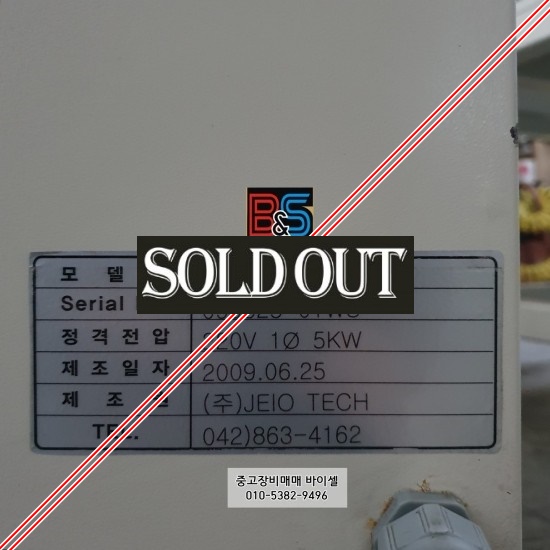 B&S
SOLD OUT
모 델
Serial
정격전압 220V 1Ø 5KW
제조일자 2009.06.25
제 조 (주)JEIO TECH
TEL. 042)863-4162
중고장비매매 바이셀
010-5382-9496